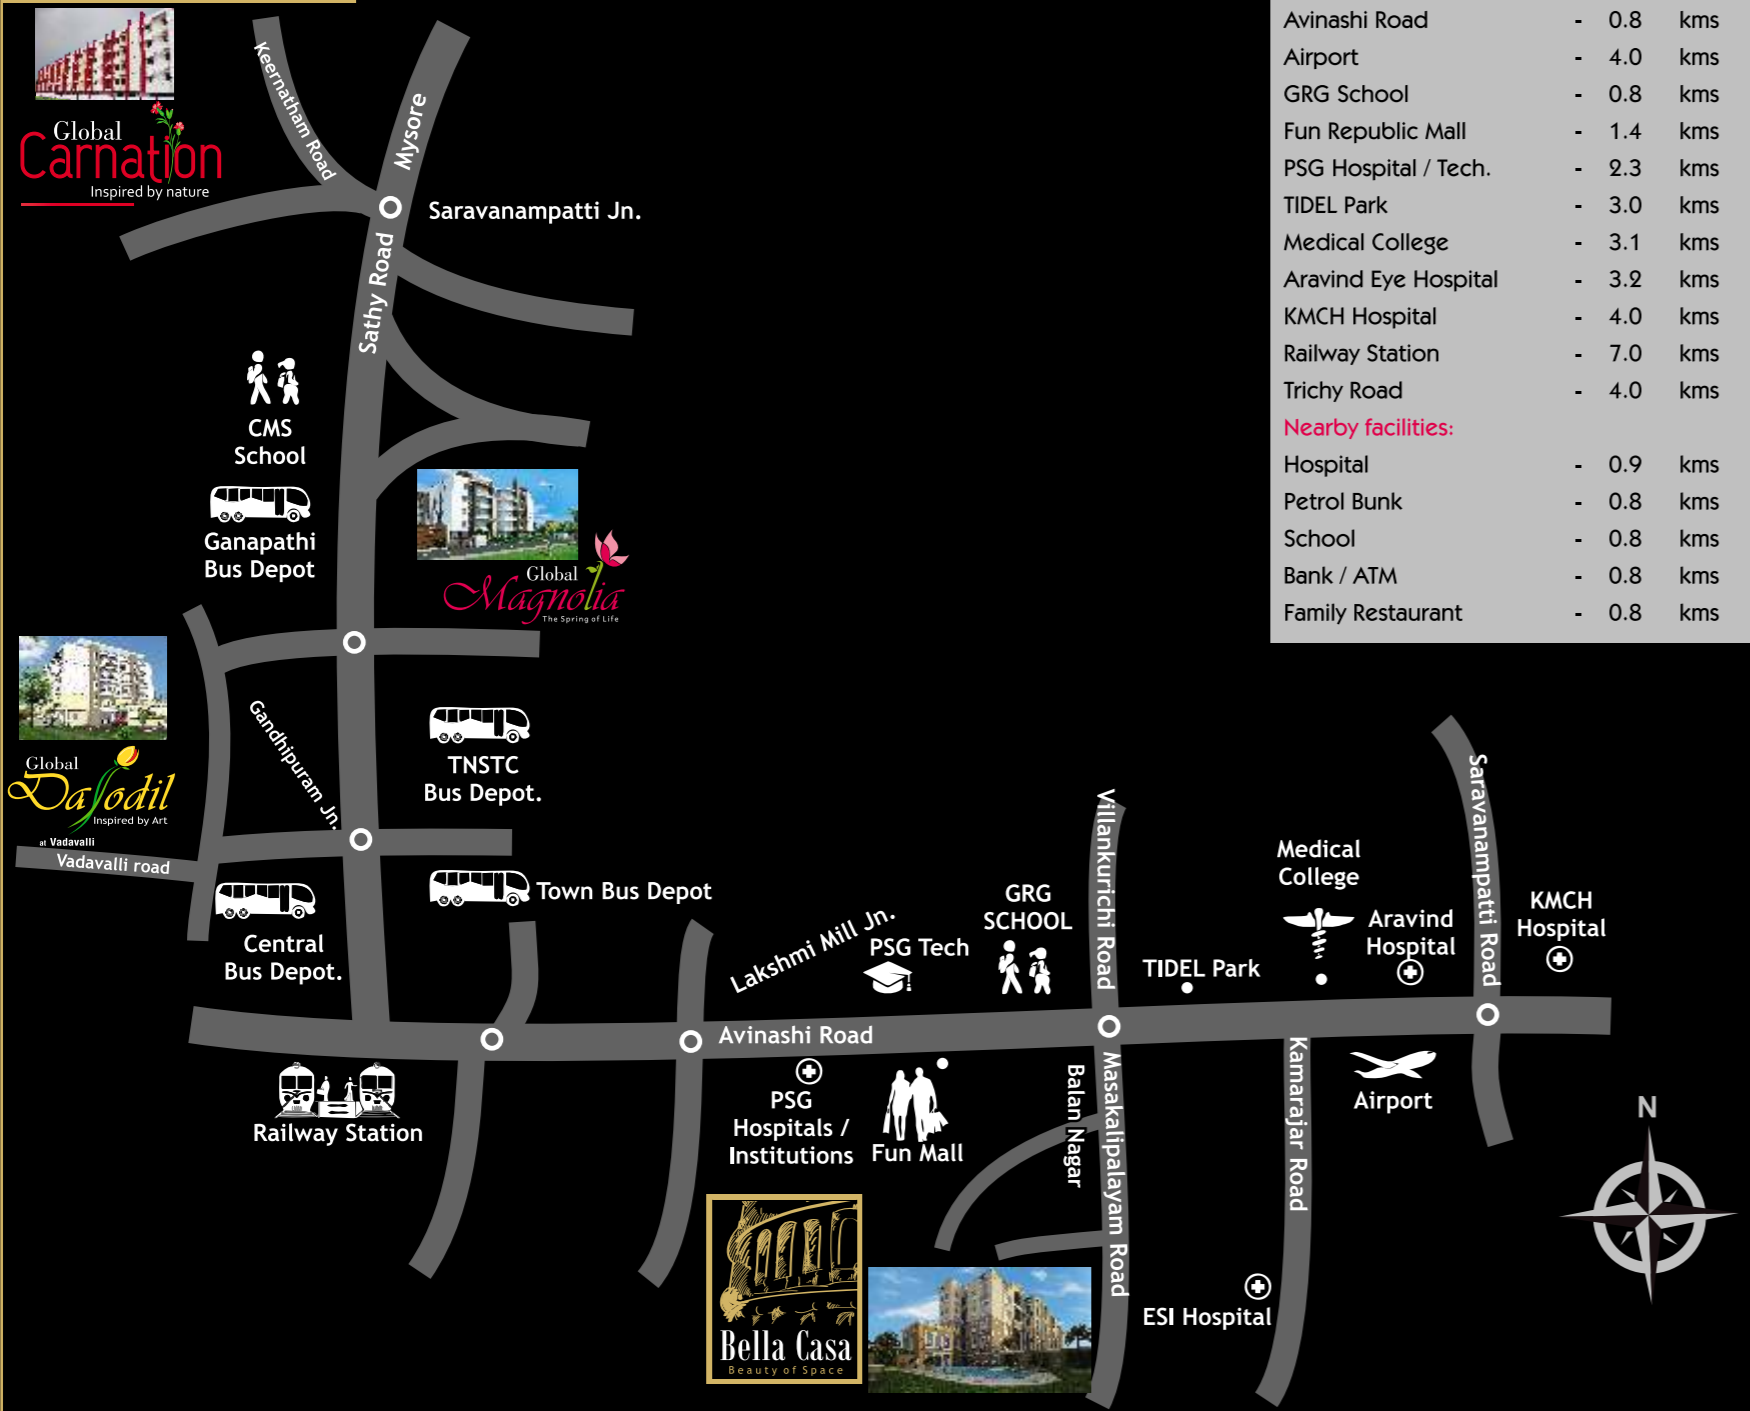 Global
Carnation
Inspired by nature
Keernatham Road
Mysore
Saravanampatti Jn.
Sathy Road
CMS
School
Ganapathi
Bus Depot
Global
Magnolia
The Spring of Life
Global
Daffodil
Inspired by Art
at Vadavalli
Vadavalli road
Gandhipuram Jn.
TNSTC
Bus Depot.
Town Bus Depot
Central
Bus Depot.
Railway Station
Lakshmi Mill Jn.
PSG Tech
GRG
SCHOOL
Villankurichi Road
TIDEL Park
Medical
College
Aravind
Hospital
Saravanampatti Road
KMCH
Hospital
Avinashi Road
PSG
Hospitals /
Institutions
Fun Mall
Balan Nagar
Masakalipalayam Road
Kamarajar Road
Airport
ESI Hospital
Bella Casa
Beauty of Space
N
Avinashi Road - 0.8 kms
Airport - 4.0 kms
GRG School - 0.8 kms
Fun Republic Mall - 1.4 kms
PSG Hospital / Tech. - 2.3 kms
TIDEL Park - 3.0 kms
Medical College - 3.1 kms
Aravind Eye Hospital - 3.2 kms
KMCH Hospital - 4.0 kms
Railway Station - 7.0 kms
Trichy Road - 4.0 kms
Nearby facilities:
Hospital - 0.9 kms
Petrol Bunk - 0.8 kms
School - 0.8 kms
Bank / ATM - 0.8 kms
Family Restaurant - 0.8 kms